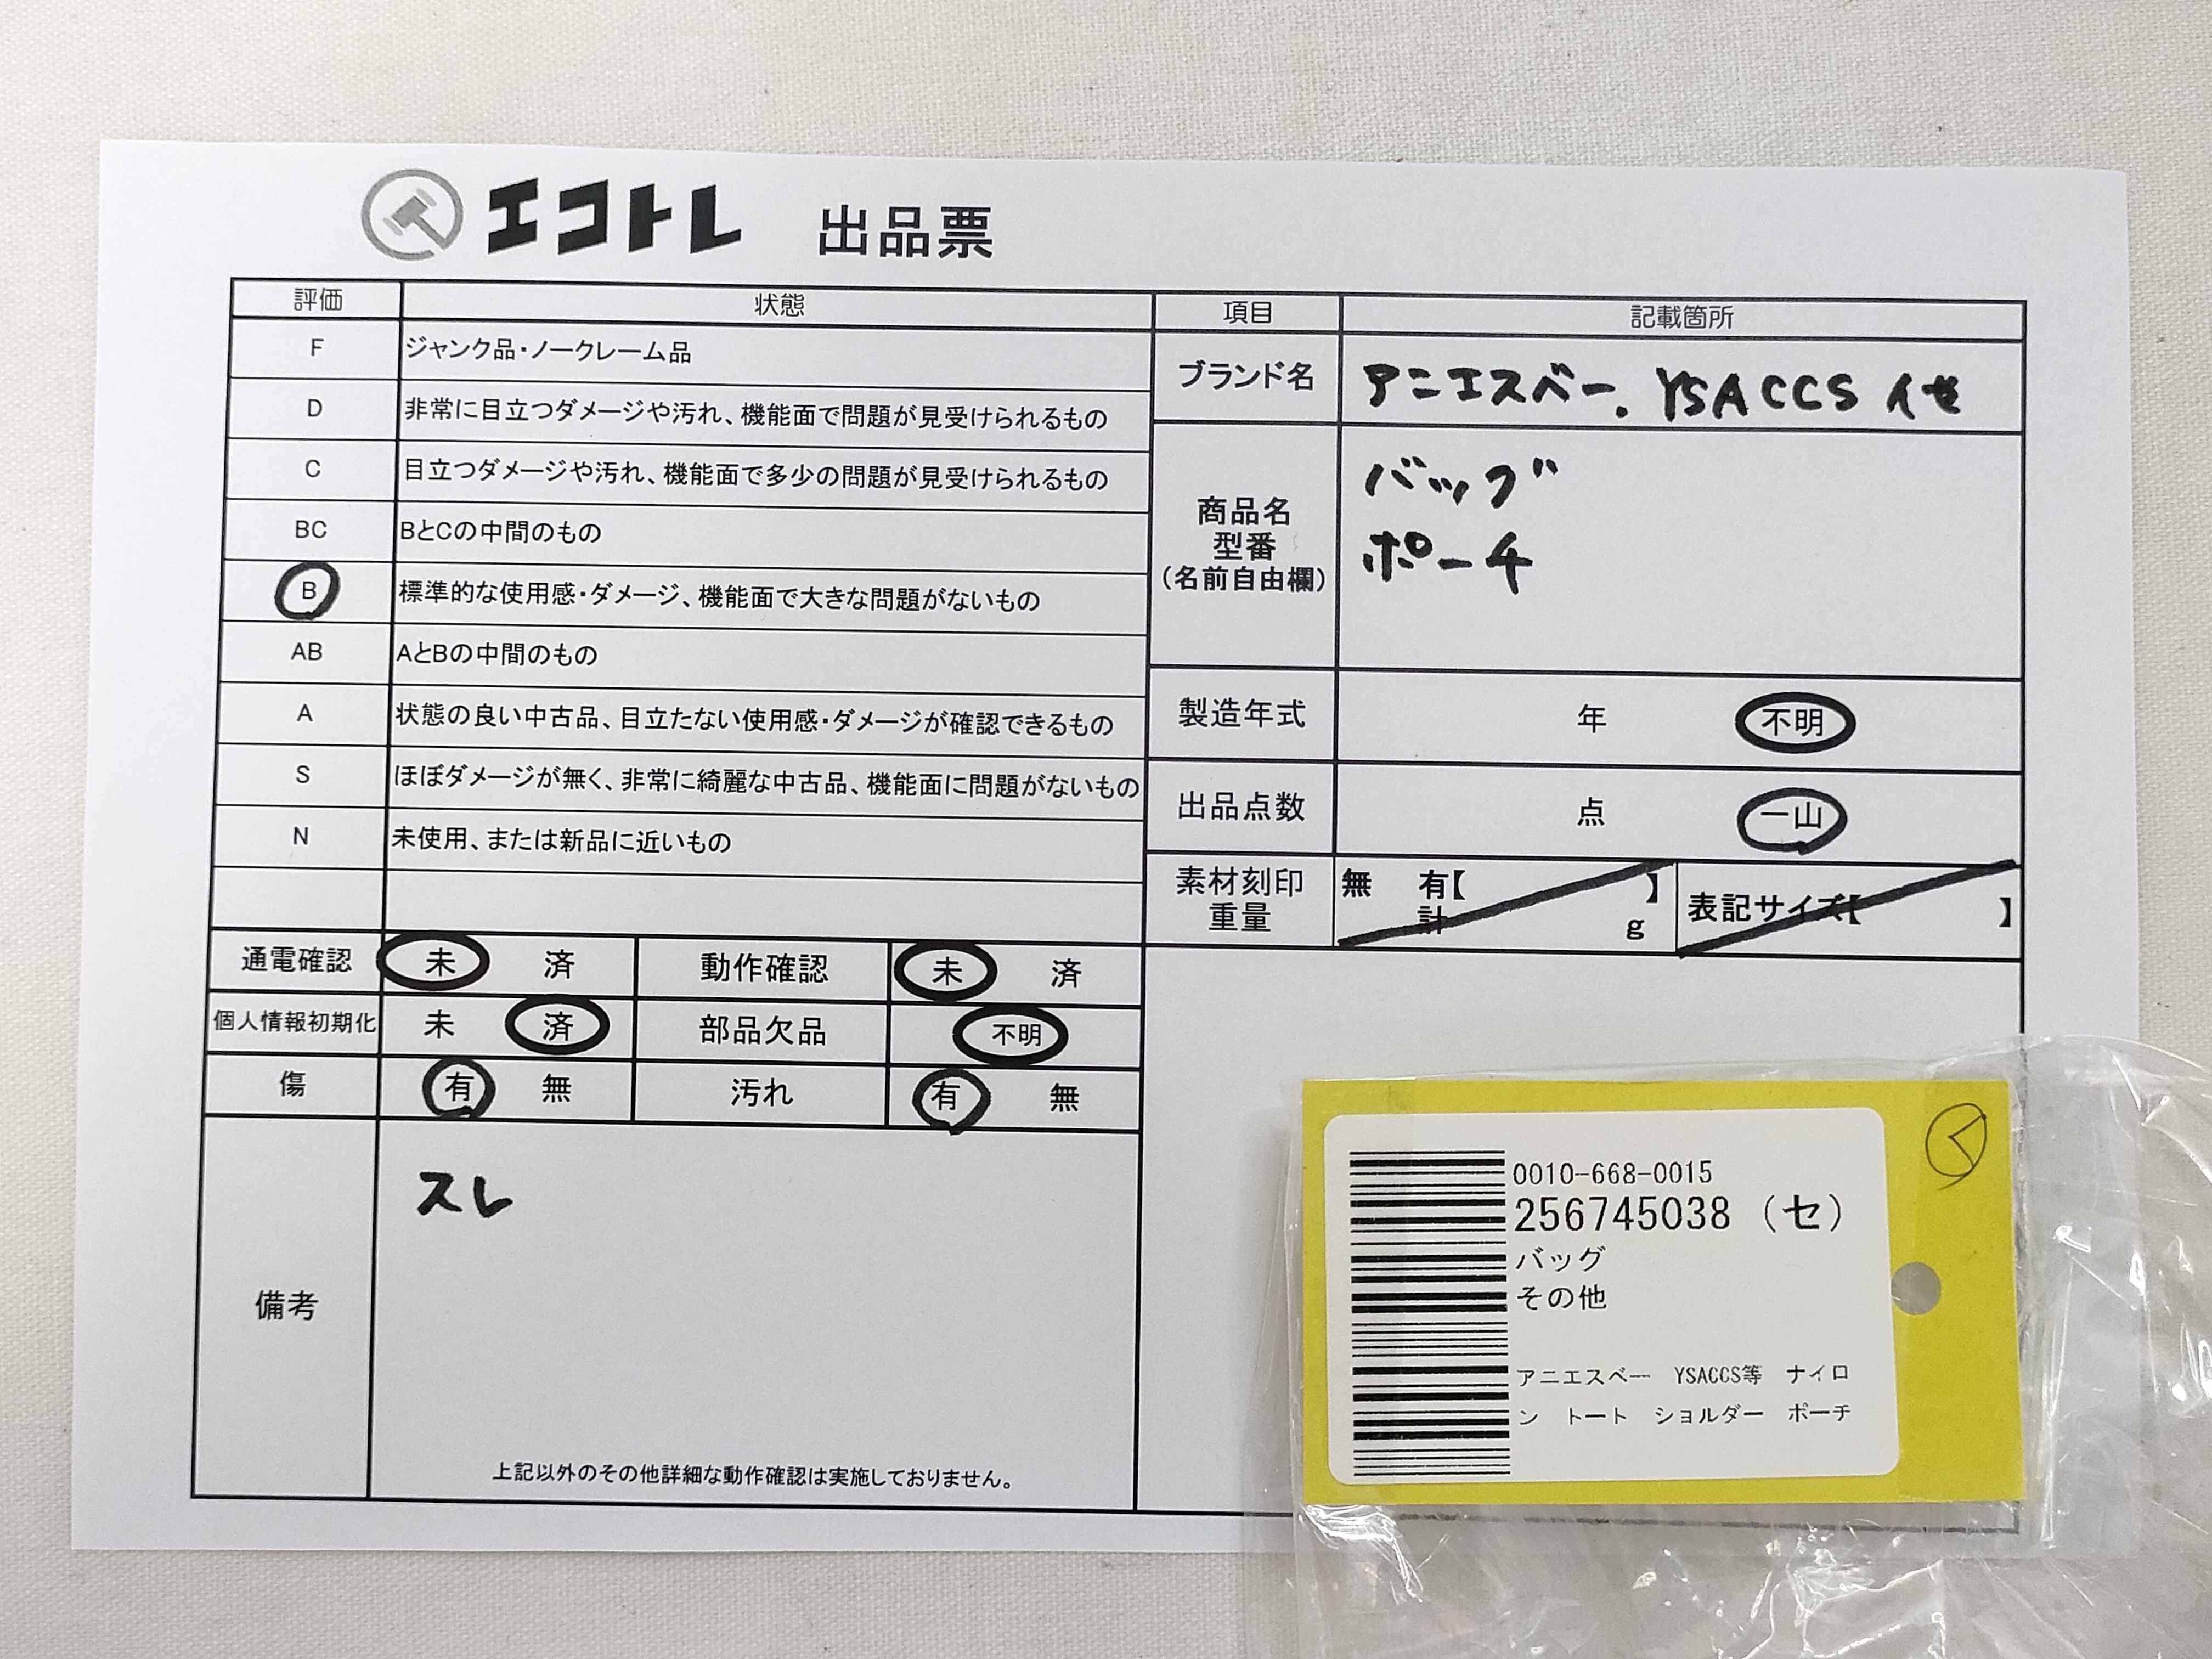 エコトレ 出品票
評価 状態 項目 記載箇所
F ジャンク品・ノークレーム品
D 非常に目立つダメージや汚れ、機能面で問題が見受けられるもの
C 目立つダメージや汚れ、機能面で多少の問題が見受けられるもの
BC BとCの中間のもの
B 標準的な使用感・ダメージ、機能面で大きな問題がないもの
AB AとBの中間のもの
A 状態の良い中古品、目立たない使用感・ダメージが確認できるもの
S ほぼダメージが無く、非常に綺麗な中古品、機能面に問題がないもの
N 未使用、または新品に近いもの
ブランド名 アニエスベー. YSACCS イセ
商品名
型番
(名前自由欄)
バッグ
ポーチ
製造年式 年 不明
出品点数 点 一山
素材刻印
重量
無 有【 】
計 g
表記サイズ【 】
通電確認 未 済 動作確認 未 済
個人情報初期化 未 済 部品欠品 不明
傷 有 無 汚れ 有 無
備考
スレ
上記以外のその他詳細な動作確認は実施しておりません。
0010-668-0015
256745038 (セ)
バッグ
その他
アニエスベー YSACCS等 ナイロ
ン トート ショルダー ポーチ